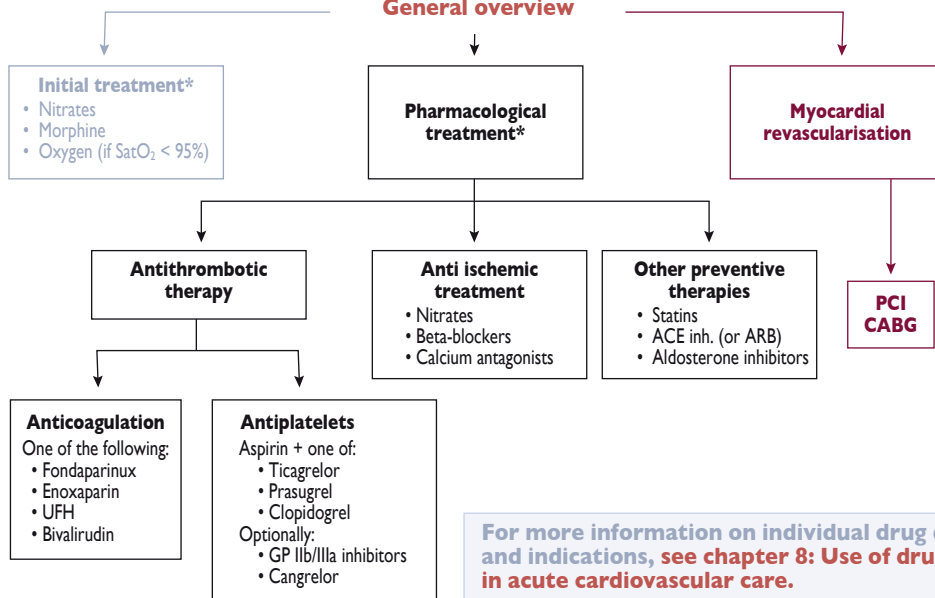 General overview
Initial treatment*
• Nitrates
• Morphine
• Oxygen (if SatO₂ < 95%)
Pharmacological
treatment*
Myocardial
revascularisation
Antithrombotic
therapy
Anti ischemic
treatment
• Nitrates
• Beta-blockers
• Calcium antagonists
Other preventive
therapies
• Statins
• ACE inh. (or ARB)
• Aldosterone inhibitors
PCI
CABG
Anticoagulation
One of the following:
• Fondaparinux
• Enoxaparin
• UFH
• Bivalirudin
Antiplatelets
Aspirin + one of:
• Ticagrelor
• Prasugrel
• Clopidogrel
Optionally:
• GP IIb/IIIa inhibitors
• Cangrelor
For more information on individual drug
and indications, see chapter 8: Use of dru
in acute cardiovascular care.